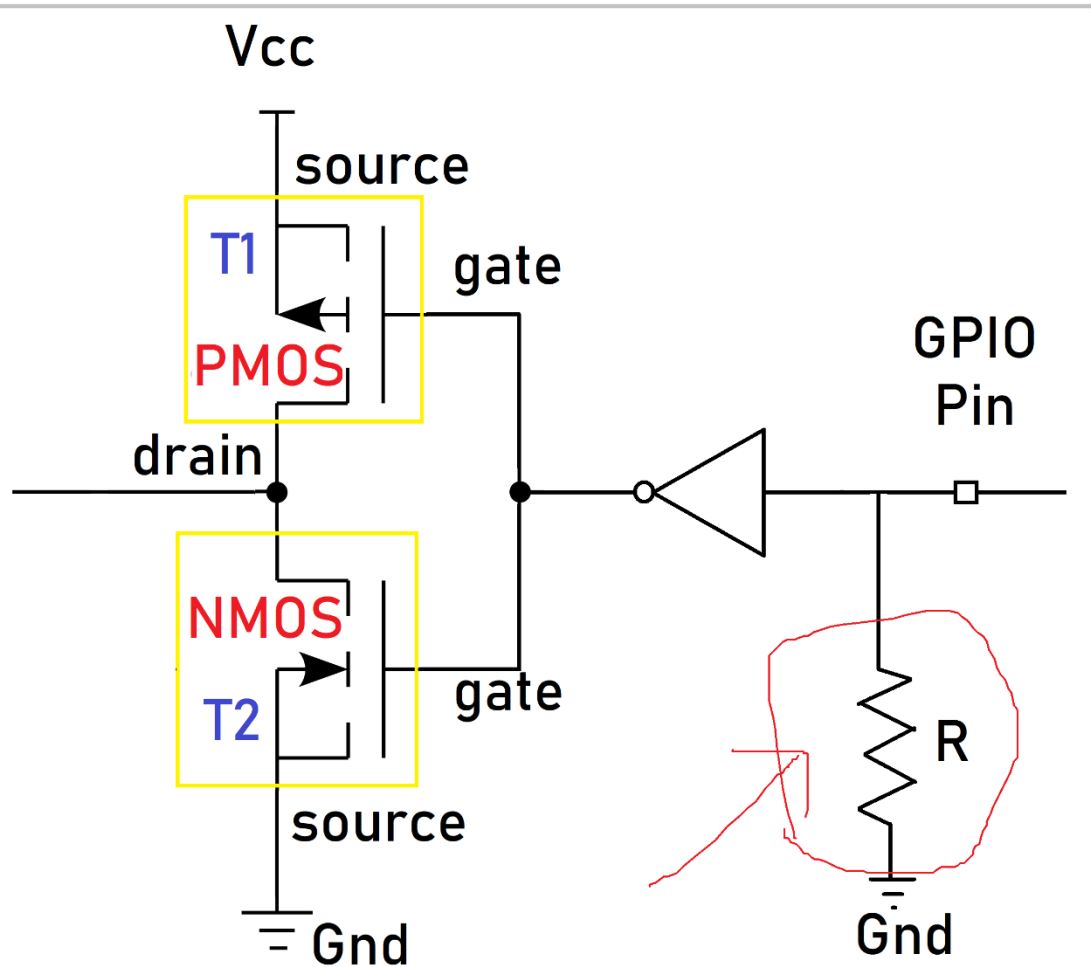 Vcc
source
T1
gate
PMOS
GPIO
Pin
drain
NMOS
gate
T2
R
source
Gnd
Gnd